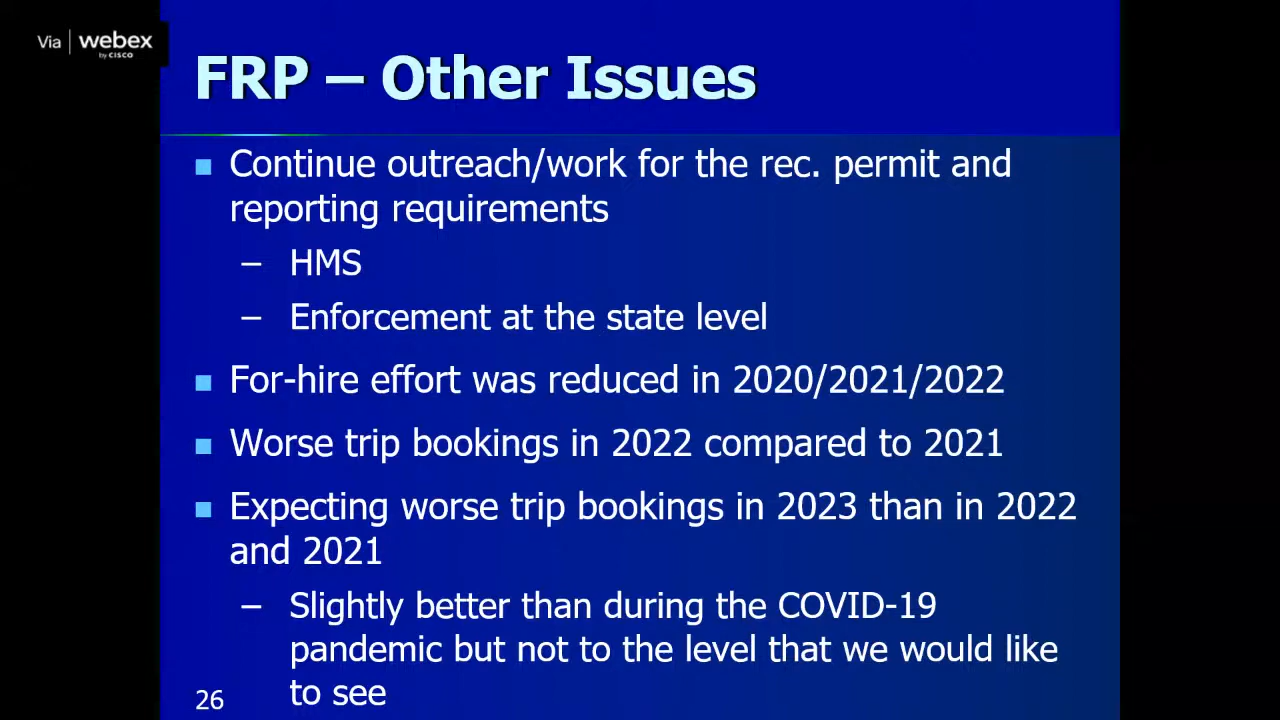 Via | webex
by CISCO
FRP – Other Issues
Continue outreach/work for the rec. permit and
reporting requirements
– HMS
– Enforcement at the state level
For-hire effort was reduced in 2020/2021/2022
Worse trip bookings in 2022 compared to 2021
Expecting worse trip bookings in 2023 than in 2022
and 2021
– Slightly better than during the COVID-19
pandemic but not to the level that we would like
to see
26